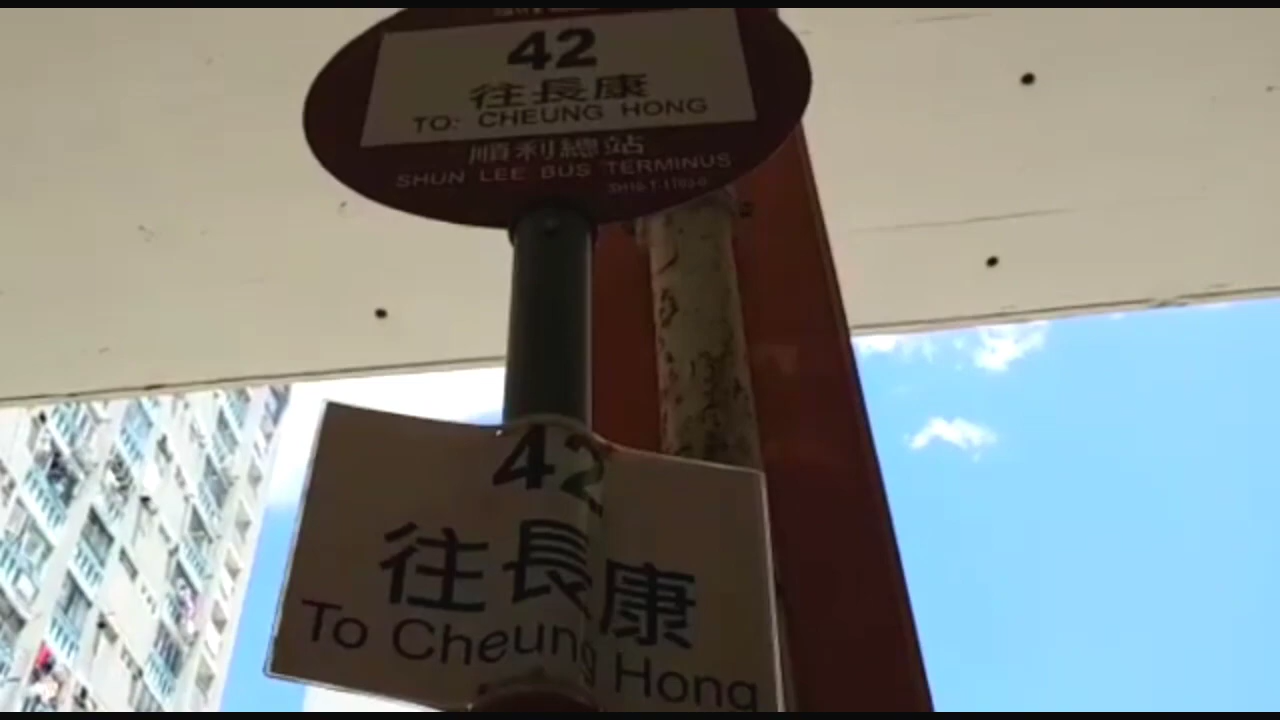 42
往長康
TO: CHEUNG HONG
順利總站
SHUN LEE BUS TERMINUS
42
往長康
To Cheung Hong